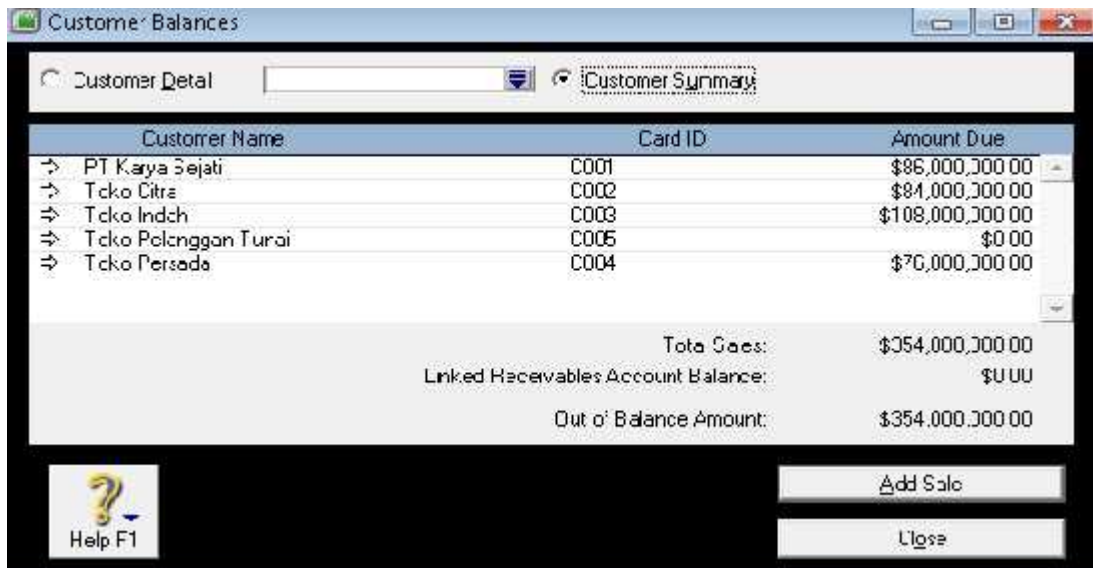 Customer Balances
Customer Detail Customer Summary
Customer Name Card ID Amount Due
PT Karya Sejati C001 $86,000,000.00
Toko Citra C002 $84,000,000.00
Toko Indah C003 $108,000,000.00
Toko Pelanggan Tunai C005 $0.00
Toko Persada C004 $76,000,000.00
Total Sales: $354,000,000.00
Linked Receivables Account Balance: $0.00
Out of Balance Amount: $354,000,000.00
Add Sale
Help F1
Close